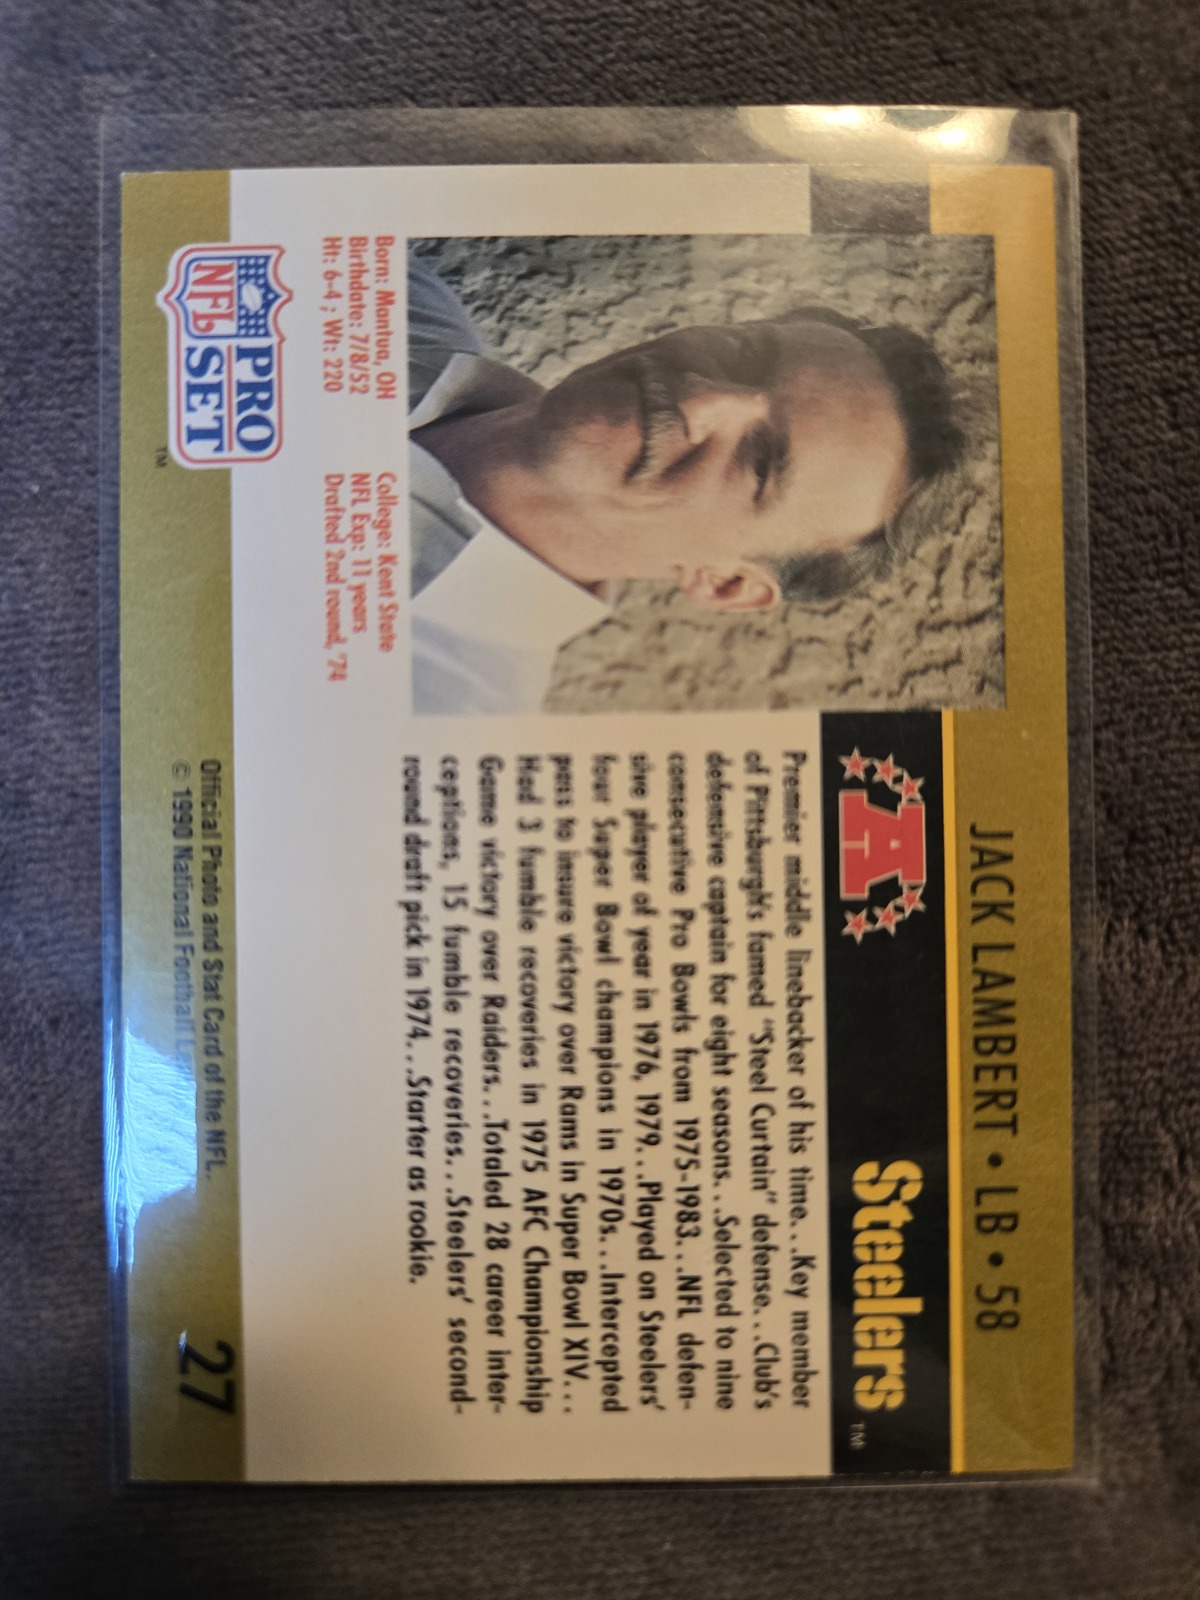 JACK LAMBERT • LB • 58
A
Steelers™
Premier middle linebacker of his time. . .Key member
of Pittsburgh's famed "Steel Curtain" defense. . .Club's
defensive captain for eight seasons. . .Selected to nine
consecutive Pro Bowls from 1975-1983. . .NFL defen-
sive player of year in 1976, 1979. . .Played on Steelers'
four Super Bowl champions in 1970s. . .Intercepted
pass to insure victory over Rams in Super Bowl XIV. . .
Had 3 fumble recoveries in 1975 AFC Championship
Game victory over Raiders. . .Totaled 28 career inter-
ceptions, 15 fumble recoveries. . .Steelers' second-
round draft pick in 1974. . .Starter as rookie.
Born: Mantua, OH College: Kent State
Birthdate: 7/8/52 NFL Exp: 11 years
Ht: 6-4 ; Wt: 220 Drafted 2nd round, '74
PRO
NFL SET™
Official Photo and Stat Card of the NFL.
© 1990 National Football
27